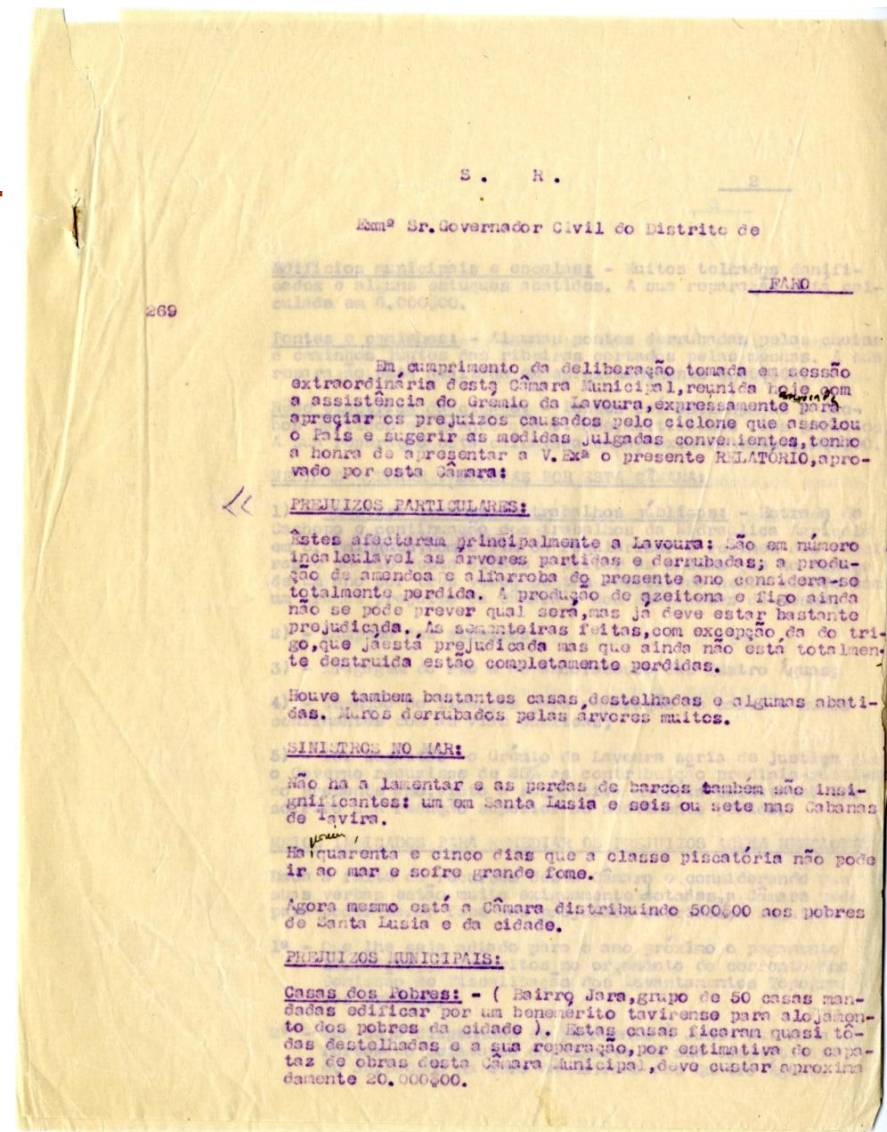 S. R.
Exmº Sr.Governador Civil do Distrito de
FARO
269
Em cumprimento da deliberação tomada em sessão
extraordinária desta Câmara Municipal,reunida hoje com
a assistência do Grémio da Lavoura,expressamente para
apreciar os prejuizos causados pelo ciclone que assolou
o País e sugerir as medidas julgadas convenientes,tenho
a honra de apresentar a V.Exª o presente RELATÓRIO,apro-
vado por esta Câmara:
PREJUIZOS PARTICULARES:
Êstes afectaram principalmente a Lavoura: São em número
incalculável as árvores partidas e derrubadas; a produ-
ção de amendoa e alfarroba do presente ano considera-se
totalmente perdida. A produção de azeitona e figo ainda
não se pode prever qual será,mas já deve estar bastante
prejudicada. As sementeiras feitas,com excepção da do tri-
go,que jáestá prejudicada mas que ainda não está totalmen-
te destruida estão completamente perdidas.
Houve tambem bastantes casas destelhadas e algumas abati-
das. Muros derrubados pelas árvores muitos.
SINISTROS NO MAR:
Não ha a lamentar e as perdas de barcos tambem são insi-
gnificantes: um em Santa Lusia e seis ou sete nas Cabanas
de Tavira.
porém,
Ha quarenta e cinco dias que a classe piscatória não pode
ir ao mar e sofre grande fome.
Agora mesmo está a Câmara distribuindo 500$00 aos pobres
de Santa Lusia e da cidade.
PREJUIZOS MUNICIPAIS:
Casas dos Pobres: - ( Bairro Jara,grupo de 50 casas man-
dadas edificar por um benemérito tavirense para alojamen-
to dos pobres da cidade ). Estas casas ficaram quasi tô-
das destelhadas e a sua reparação,por estimativa do capa-
taz de obras desta Câmara Municipal,deve custar aproxima
damente 20.000$00.